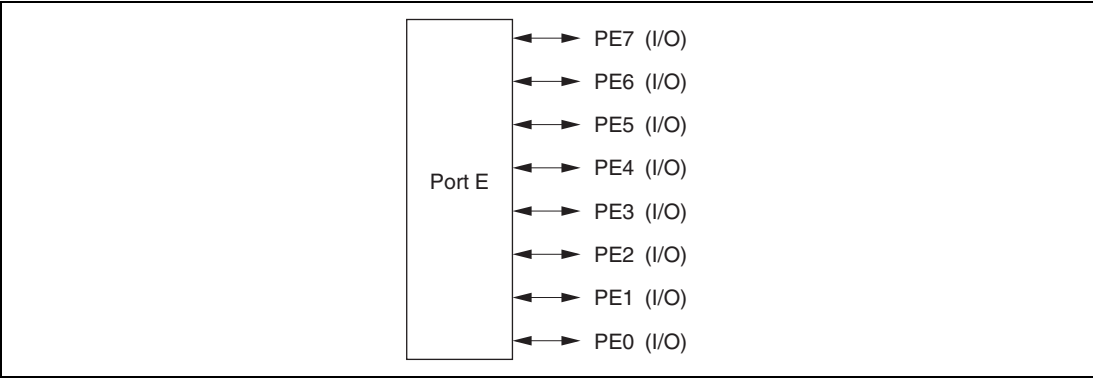 PE7 (I/O)
PE6 (I/O)
PE5 (I/O)
PE4 (I/O)
Port E
PE3 (I/O)
PE2 (I/O)
PE1 (I/O)
PE0 (I/O)